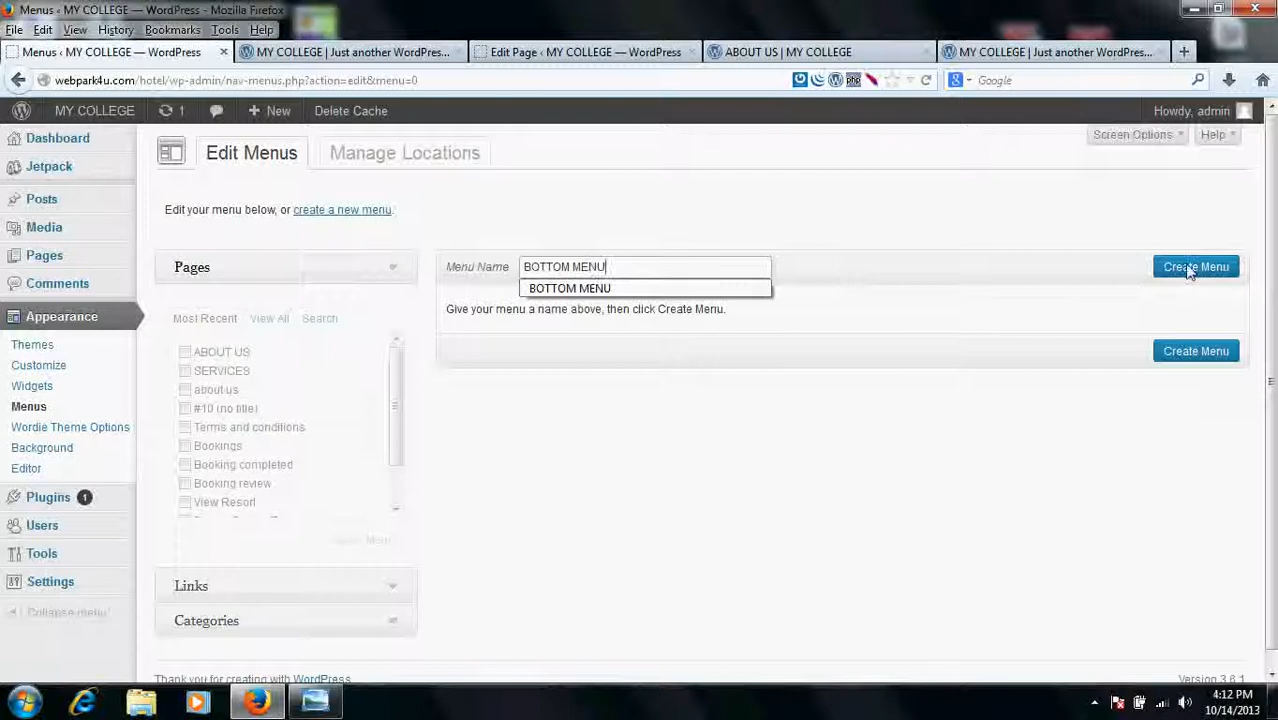 Menus ‹ MY COLLEGE — WordPress - Mozilla Firefox
File Edit View History Bookmarks Tools Help
Menus ‹ MY COLLEGE — WordPress × MY COLLEGE | Just another WordPres... × Edit Page ‹ MY COLLEGE — WordPress × ABOUT US | MY COLLEGE × MY COLLEGE | Just another WordPres... × +
webpark4u.com/hotel/wp-admin/nav-menus.php?action=edit&menu=0 Google
MY COLLEGE 1 + New Delete Cache Howdy, admin
Screen Options Help
Edit Menus Manage Locations
Dashboard
Jetpack
Posts
Media
Pages
Comments
Appearance
Themes
Customize
Widgets
Menus
Wordie Theme Options
Background
Editor
Plugins 1
Users
Tools
Settings
Collapse menu
Edit your menu below, or create a new menu.
Pages
Most Recent View All Search
ABOUT US
SERVICES
about us
#10 (no title)
Terms and conditions
Bookings
Booking completed
Booking review
View Resort
Links
Categories
Menu Name BOTTOM MENU Create Menu
BOTTOM MENU
Give your menu a name above, then click Create Menu.
Create Menu
Thank you for creating with WordPress. Version 3.6.1
4:12 PM
10/14/2013